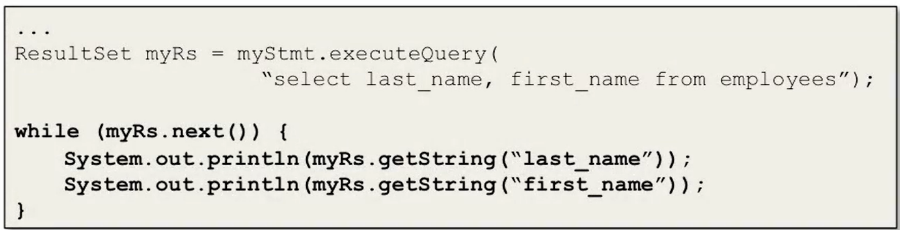 ...
ResultSet myRs = myStmt.executeQuery(
“select last_name, first_name from employees”);
while (myRs.next()) {
System.out.println(myRs.getString(“last_name”));
System.out.println(myRs.getString(“first_name”));
}